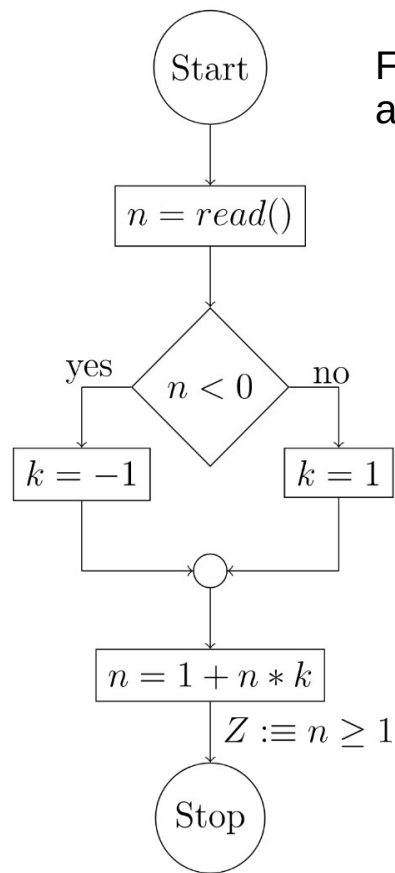 Start
n = read()
yes
n < 0
no
k = −1
k = 1
n = 1 + n ∗ k
Z :≡ n ≥ 1
Stop